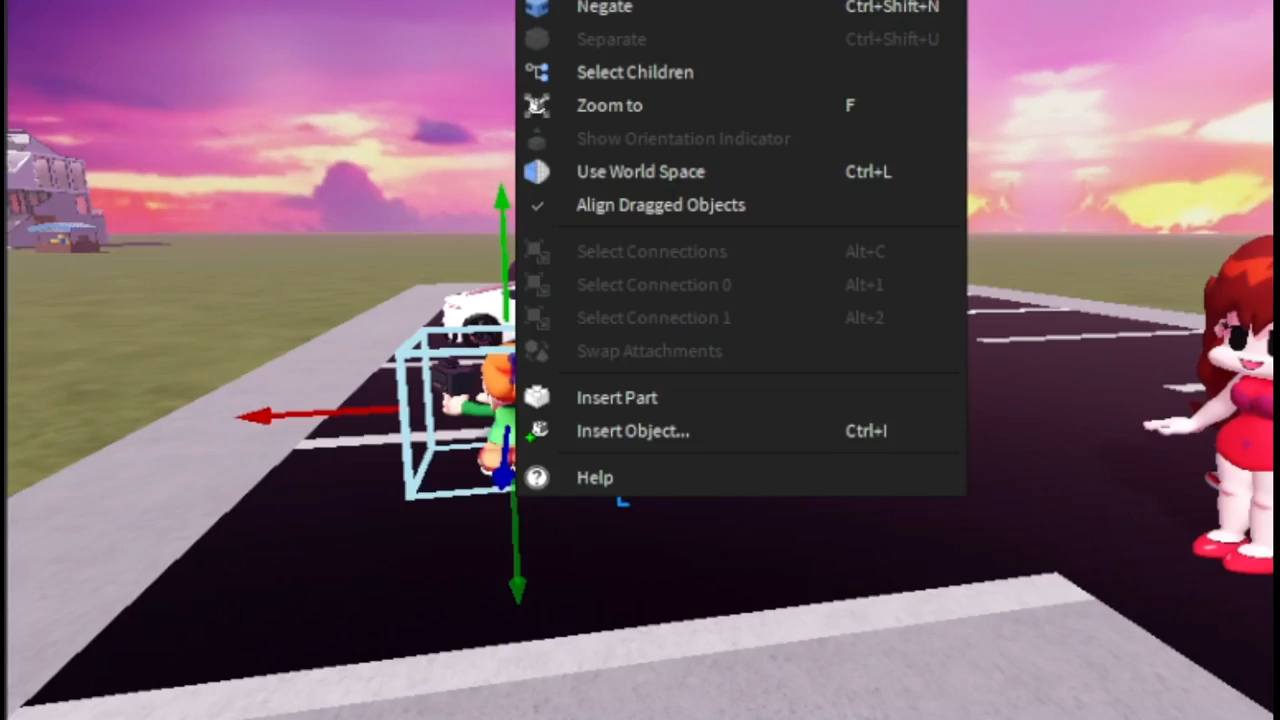 Negate Ctrl+Shift+N
Separate Ctrl+Shift+U
Select Children
Zoom to F
Show Orientation Indicator
Use World Space Ctrl+L
Align Dragged Objects
Select Connections Alt+C
Select Connection 0 Alt+1
Select Connection 1 Alt+2
Swap Attachments
Insert Part
Insert Object... Ctrl+I
Help